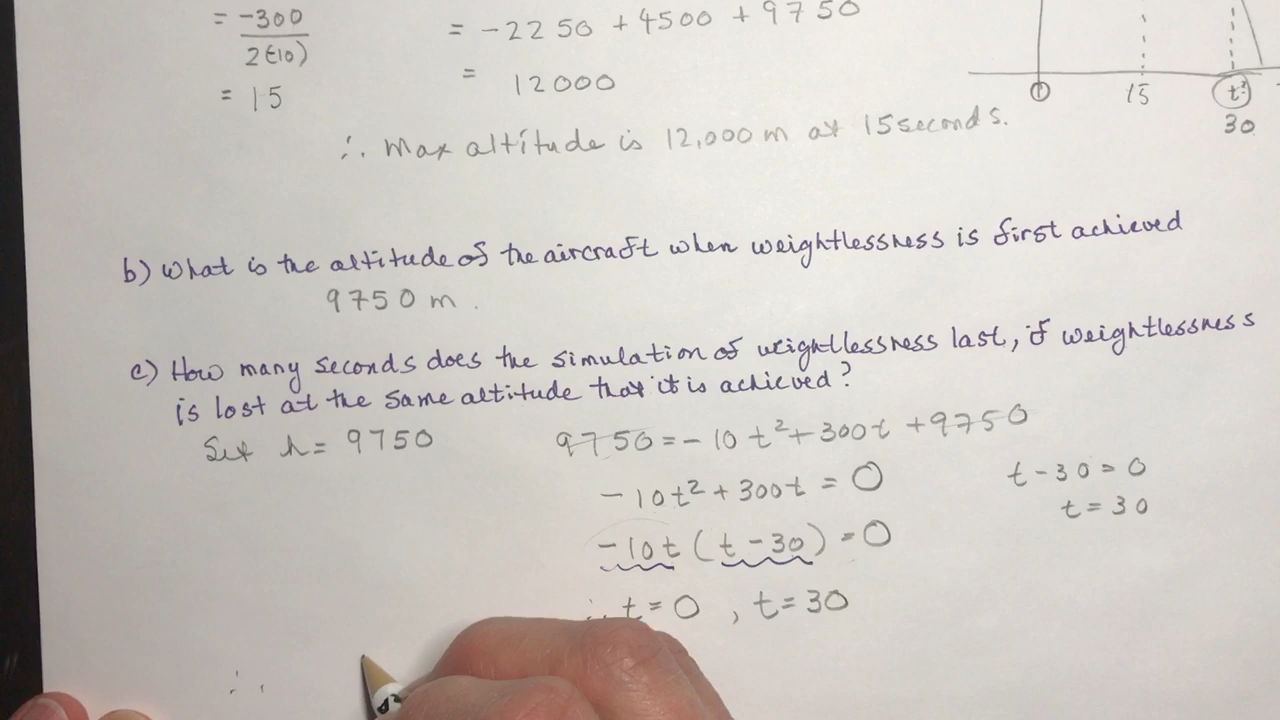 = -300
2(-10)
= 15
= -2250 + 4500 + 9750
= 12000
∴ Max altitude is 12,000 m at 15 seconds.
0 15 t?
30
b) What is the altitude of the aircraft when weightlessness is first achieved
9750 m.
c) How many seconds does the simulation of weightlessness last, if weightlessness
is lost at the same altitude that it is achieved?
Set h = 9750
9750 = -10t² + 300t + 9750
-10t² + 300t = 0
-10t (t - 30) = 0
∴ t = 0 , t = 30
t - 30 = 0
t = 30
∴